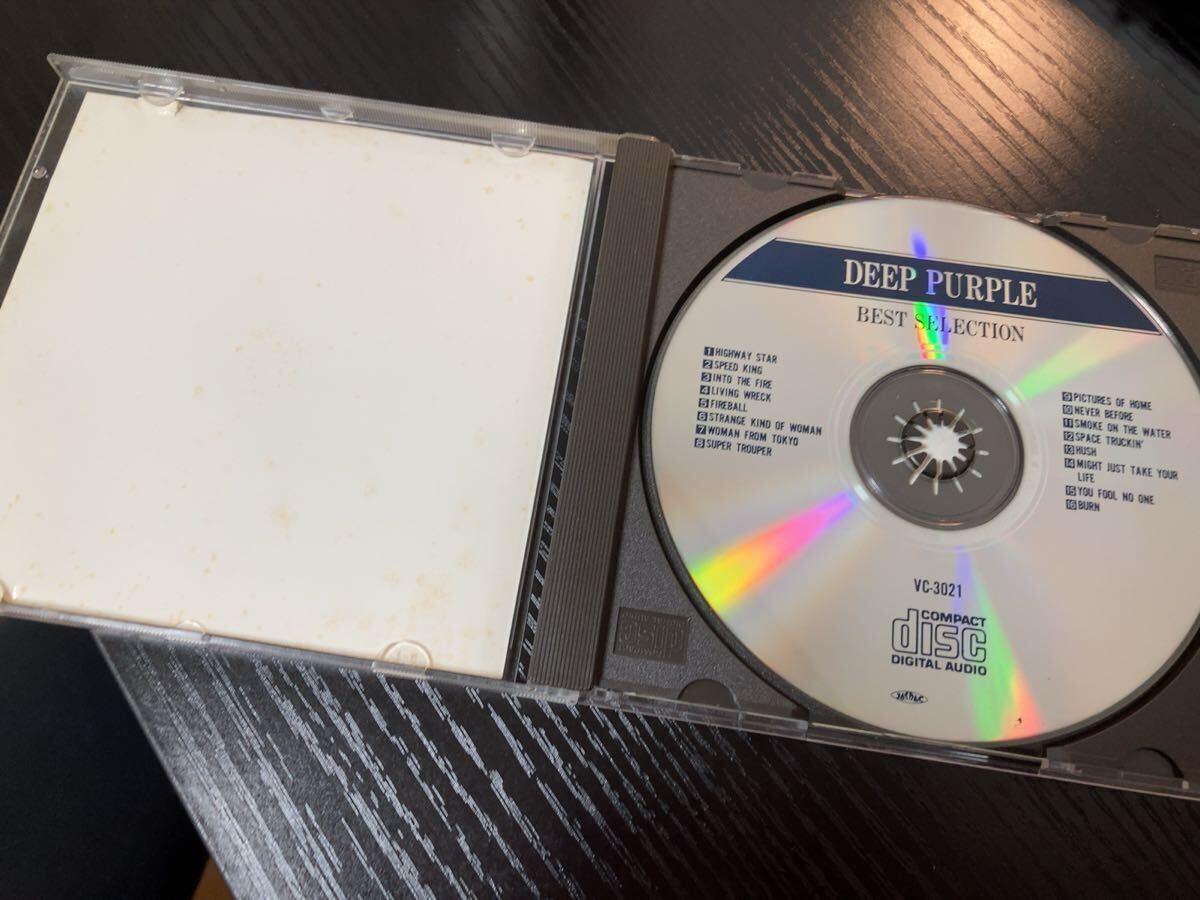 DEEP PURPLE
BEST SELECTION
1 HIGHWAY STAR
2 SPEED KING
3 INTO THE FIRE
4 LIVING WRECK
5 FIREBALL
6 STRANGE KIND OF WOMAN
7 WOMAN FROM TOKYO
8 SUPER TROUPER
9 PICTURES OF HOME
10 NEVER BEFORE
11 SMOKE ON THE WATER
12 SPACE TRUCKIN'
13 HUSH
14 MIGHT JUST TAKE YOUR
LIFE
15 YOU FOOL NO ONE
16 BURN
VC-3021
COMPACT
disc
DIGITAL AUDIO